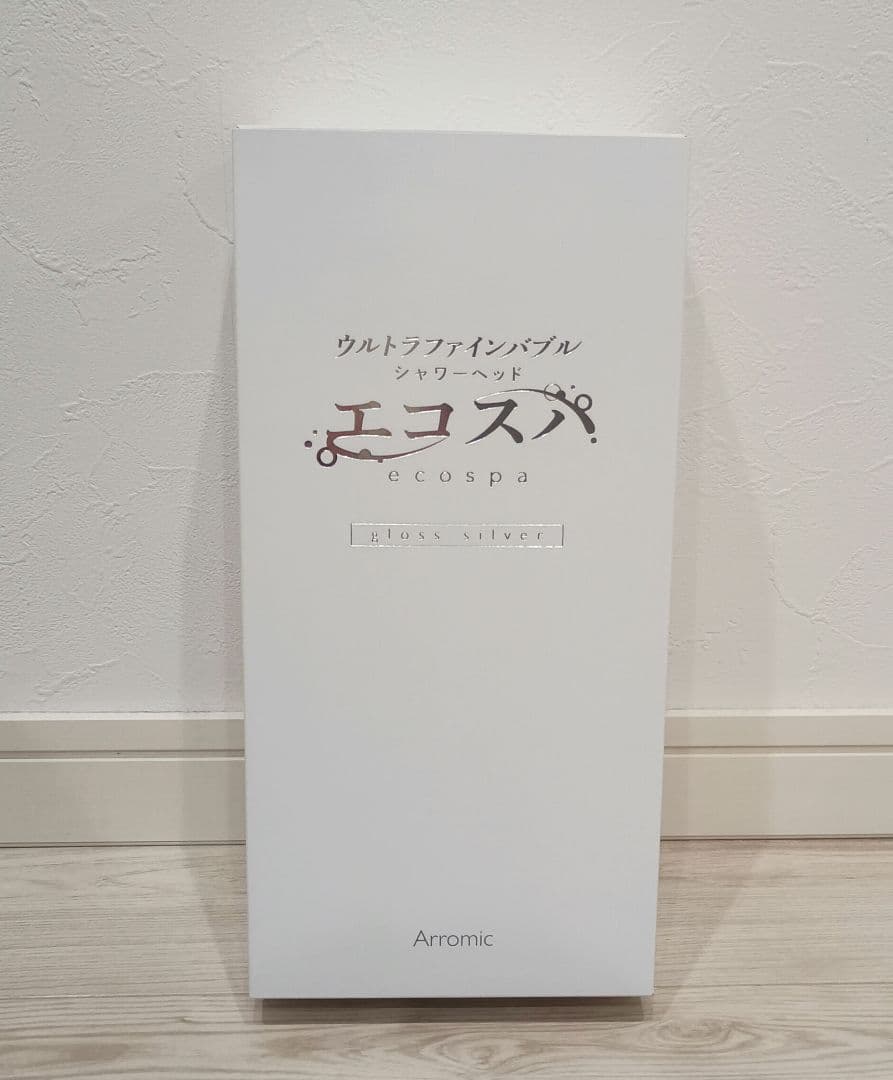 ウルトラファインバブル
シャワーヘッド
エコスパ
ecospa
gloss silver
Arromic